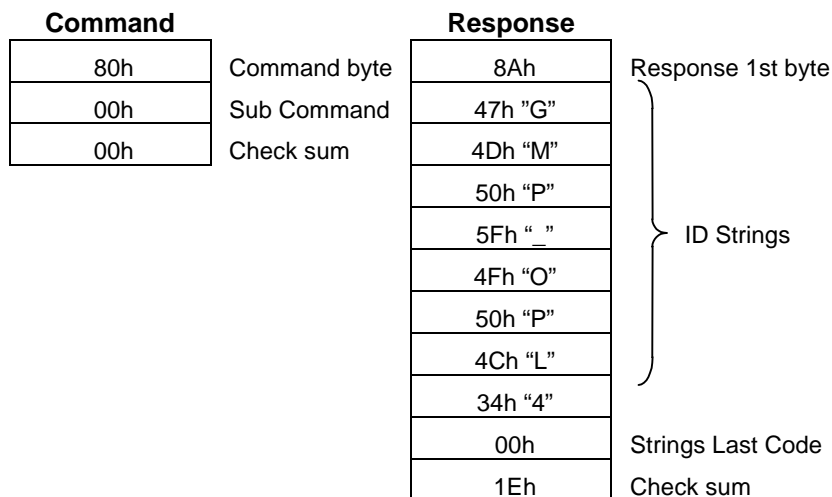 Command Response
80h Command byte 8Ah Response 1st byte
00h Sub Command 47h ”G”
00h Check sum 4Dh “M”
50h “P”
5Fh “_”
ID Strings
4Fh “O”
50h “P”
4Ch “L”
34h “4”
00h Strings Last Code
1Eh Check sum